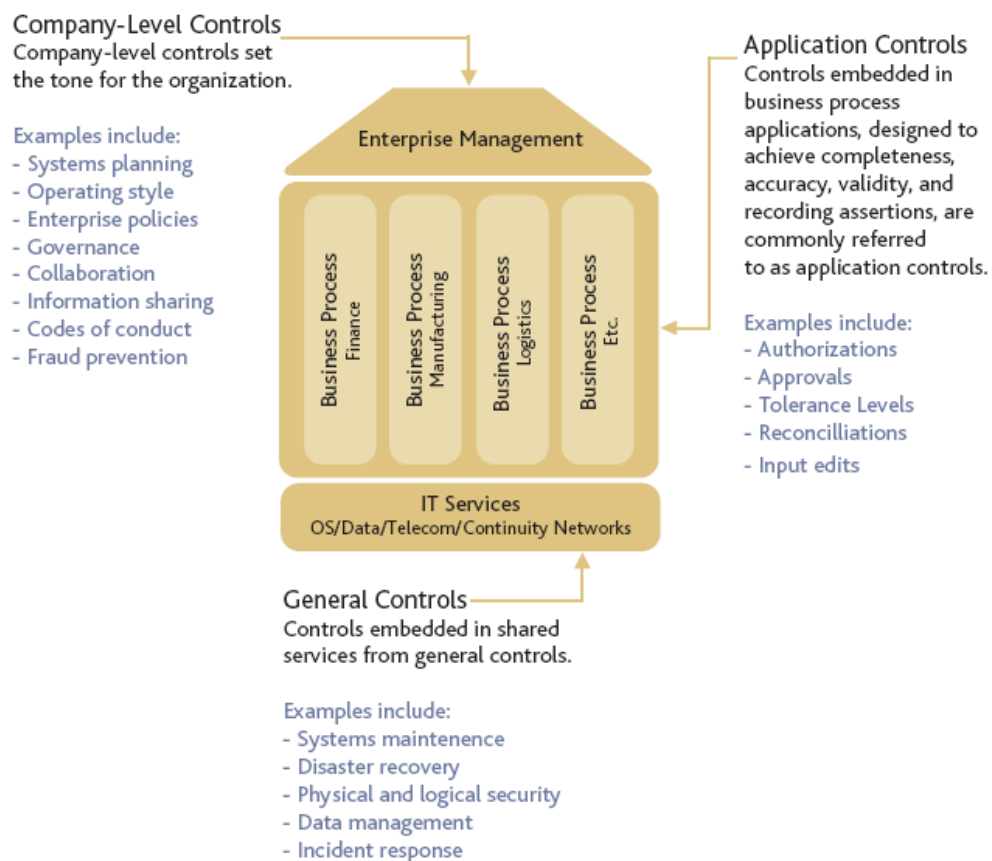 Company-Level Controls
Company-level controls set
the tone for the organization.
Examples include:
- Systems planning
- Operating style
- Enterprise policies
- Governance
- Collaboration
- Information sharing
- Codes of conduct
- Fraud prevention
Enterprise Management
Business Process
Finance
Business Process
Manufacturing
Business Process
Logistics
Business Process
Etc.
IT Services
OS/Data/Telecom/Continuity Networks
Application Controls
Controls embedded in
business process
applications, designed to
achieve completeness,
accuracy, validity, and
recording assertions, are
commonly referred
to as application controls.
Examples include:
- Authorizations
- Approvals
- Tolerance Levels
- Reconcilliations
- Input edits
General Controls
Controls embedded in shared
services from general controls.
Examples include:
- Systems maintenence
- Disaster recovery
- Physical and logical security
- Data management
- Incident response